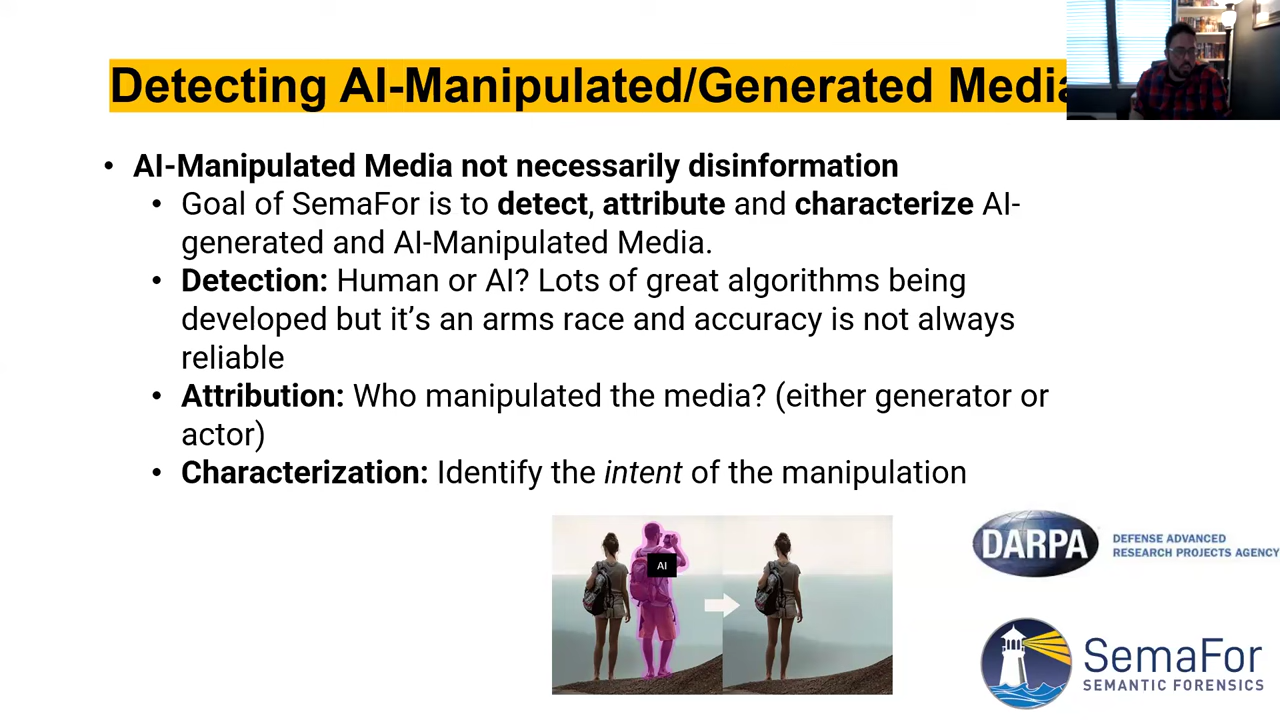 Detecting AI-Manipulated/Generated Media
• AI-Manipulated Media not necessarily disinformation
• Goal of SemaFor is to detect, attribute and characterize AI-
generated and AI-Manipulated Media.
• Detection: Human or AI? Lots of great algorithms being
developed but it’s an arms race and accuracy is not always
reliable
• Attribution: Who manipulated the media? (either generator or
actor)
• Characterization: Identify the intent of the manipulation
AI
DARPA
DEFENSE ADVANCED
RESEARCH PROJECTS AGENCY
SemaFor
SEMANTIC FORENSICS